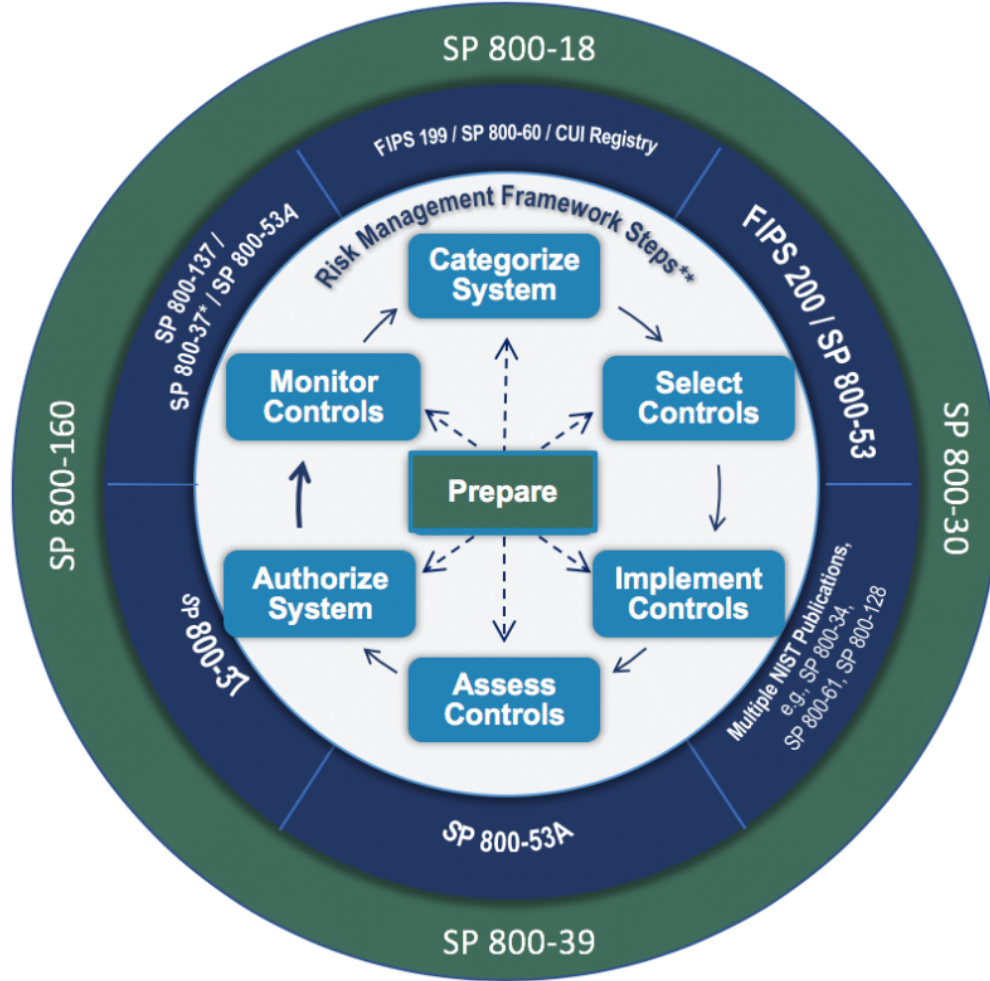 SP 800-18
FIPS 199 / SP 800-60 / CUI Registry
FIPS 200 / SP 800-53
SP 800-30
Multiple NIST Publications,
e.g., SP 800-34,
SP 800-61, SP 800-128
SP 800-53A
SP 800-39
SP 800-37
SP 800-160
SP 800-137 /
SP 800-37* / SP 800-53A
Risk Management Framework Steps**
Categorize
System
Select
Controls
Implement
Controls
Assess
Controls
Authorize
System
Monitor
Controls
Prepare